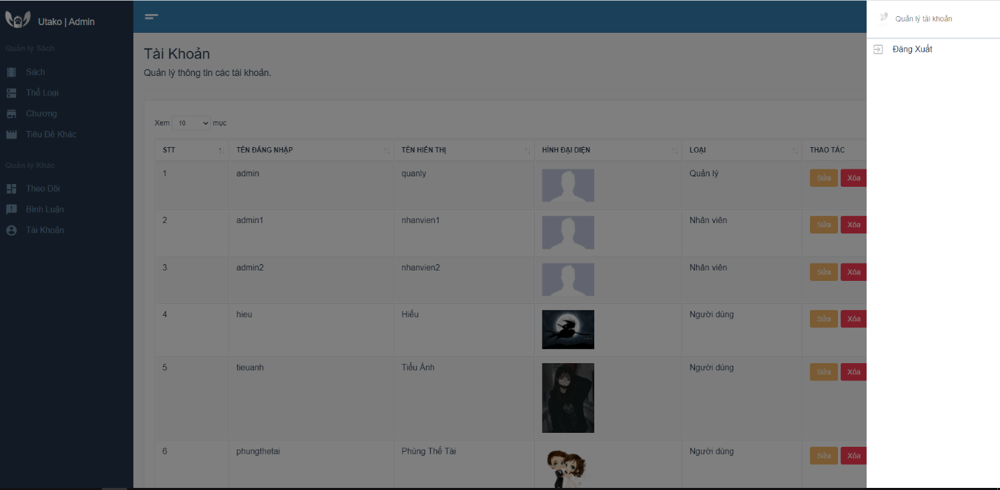 Utako | Admin
Quản lý Sách
Sách
Thể Loại
Chương
Tiêu Đề Khác
Quản lý Khác
Theo Dõi
Bình Luận
Tài Khoản
Tài Khoản
Quản lý thông tin các tài khoản.
Xem 10 mục
STT TÊN ĐĂNG NHẬP TÊN HIỂN THỊ HÌNH ĐẠI DIỆN LOẠI THAO TÁC
1 admin quanly Quản lý Sửa Xóa
2 admin1 nhanvien1 Nhân viên Sửa Xóa
3 admin2 nhanvien2 Nhân viên Sửa Xóa
4 hieu Hiếu Người dùng Sửa Xóa
5 tieuanh Tiểu Ánh Người dùng Sửa Xóa
6 phungthetai Phùng Thế Tài Người dùng Sửa Xóa
Quản lý tài khoản
Đăng Xuất